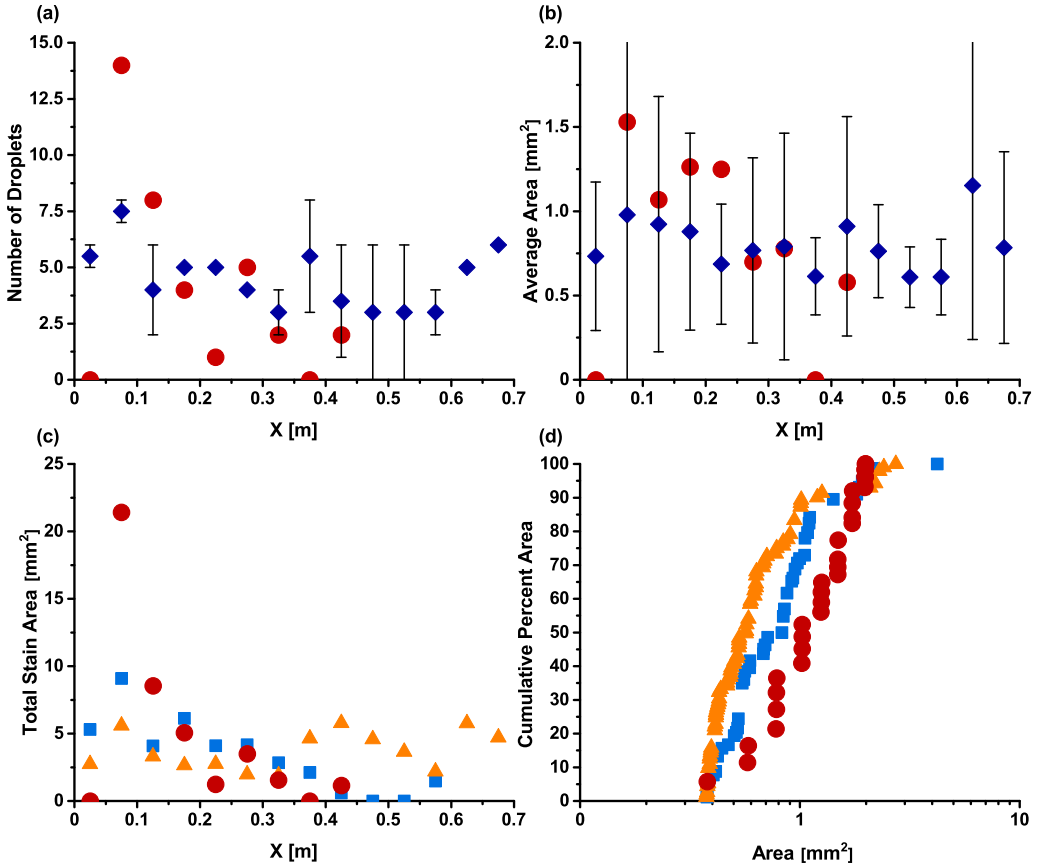 (a)
15.0
12.5
10.0
7.5
5.0
2.5
0
Number of Droplets
0 0.1 0.2 0.3 0.4 0.5 0.6 0.7
X [m]
(b)
2.0
1.5
1.0
0.5
0
Average Area [mm²]
0 0.1 0.2 0.3 0.4 0.5 0.6 0.7
X [m]
(c)
25
20
15
10
5
0
Total Stain Area [mm²]
0 0.1 0.2 0.3 0.4 0.5 0.6 0.7
X [m]
(d)
100
90
80
70
60
50
40
30
20
10
0
Cumulative Percent Area
0 1 10
Area [mm²]